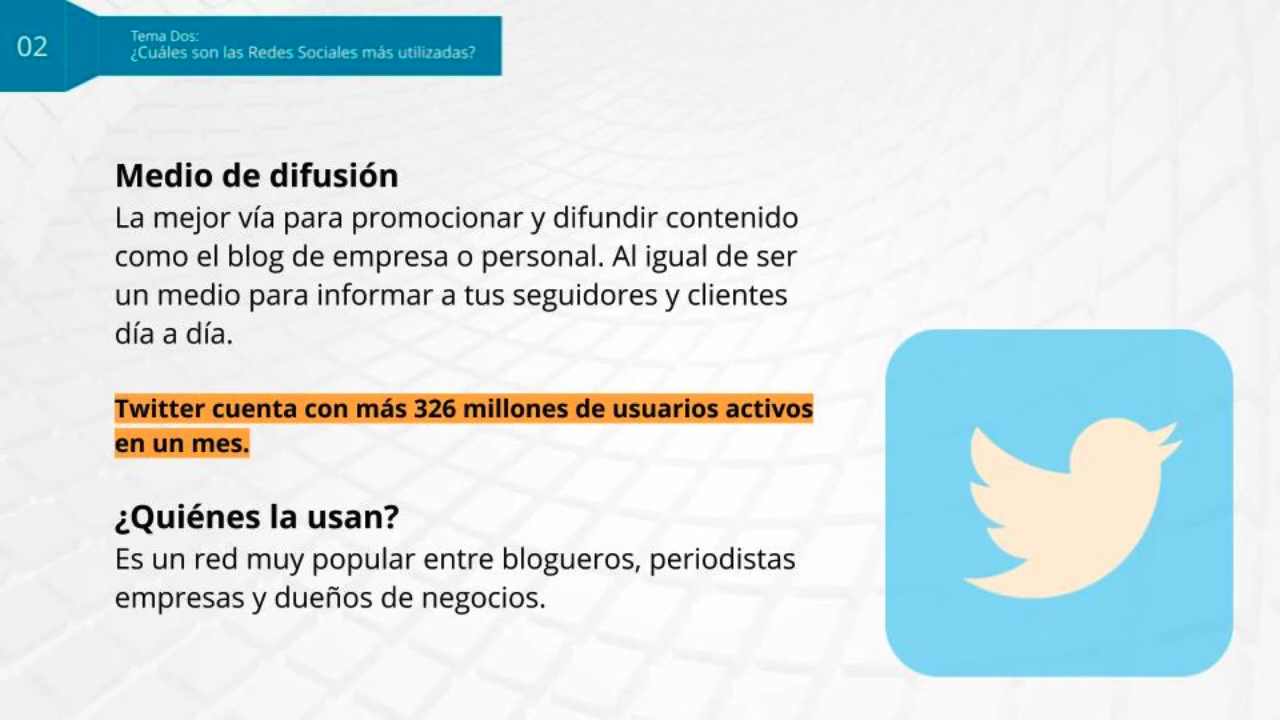 02
Tema Dos:
¿Cuáles son las Redes Sociales más utilizadas?
Medio de difusión
La mejor vía para promocionar y difundir contenido
como el blog de empresa o personal. Al igual de ser
un medio para informar a tus seguidores y clientes
día a día.
Twitter cuenta con más 326 millones de usuarios activos
en un mes.
¿Quiénes la usan?
Es un red muy popular entre blogueros, periodistas
empresas y dueños de negocios.